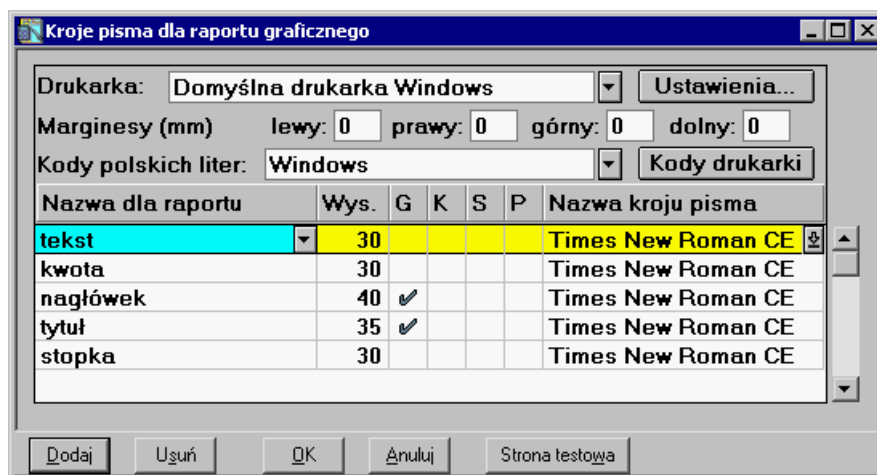 Kroje pisma dla raportu graficznego
Drukarka: Domyślna drukarka Windows Ustawienia...
Marginesy (mm) lewy: 0 prawy: 0 górny: 0 dolny: 0
Kody polskich liter: Windows Kody drukarki
Nazwa dla raportu Wys. G K S P Nazwa kroju pisma
tekst 30 Times New Roman CE
kwota 30 Times New Roman CE
nagłówek 40 ✔ Times New Roman CE
tytuł 35 ✔ Times New Roman CE
stopka 30 Times New Roman CE
Dodaj Usuń OK Anuluj Strona testowa